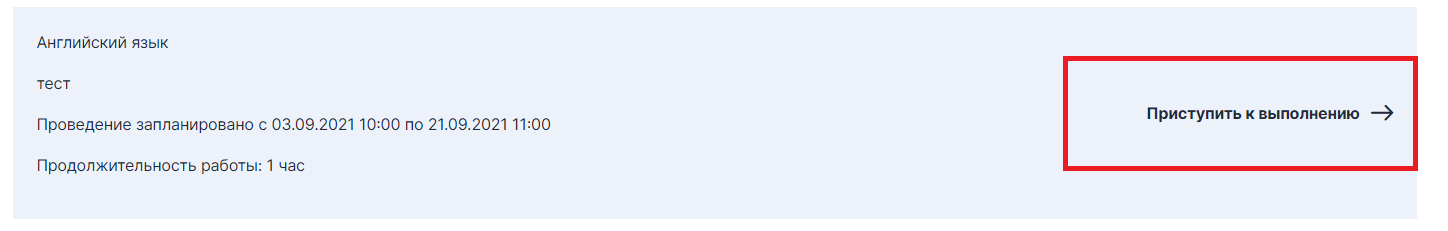 Английский язык
тест
Проведение запланировано с 03.09.2021 10:00 по 21.09.2021 11:00
Продолжительность работы: 1 час
Приступить к выполнению →